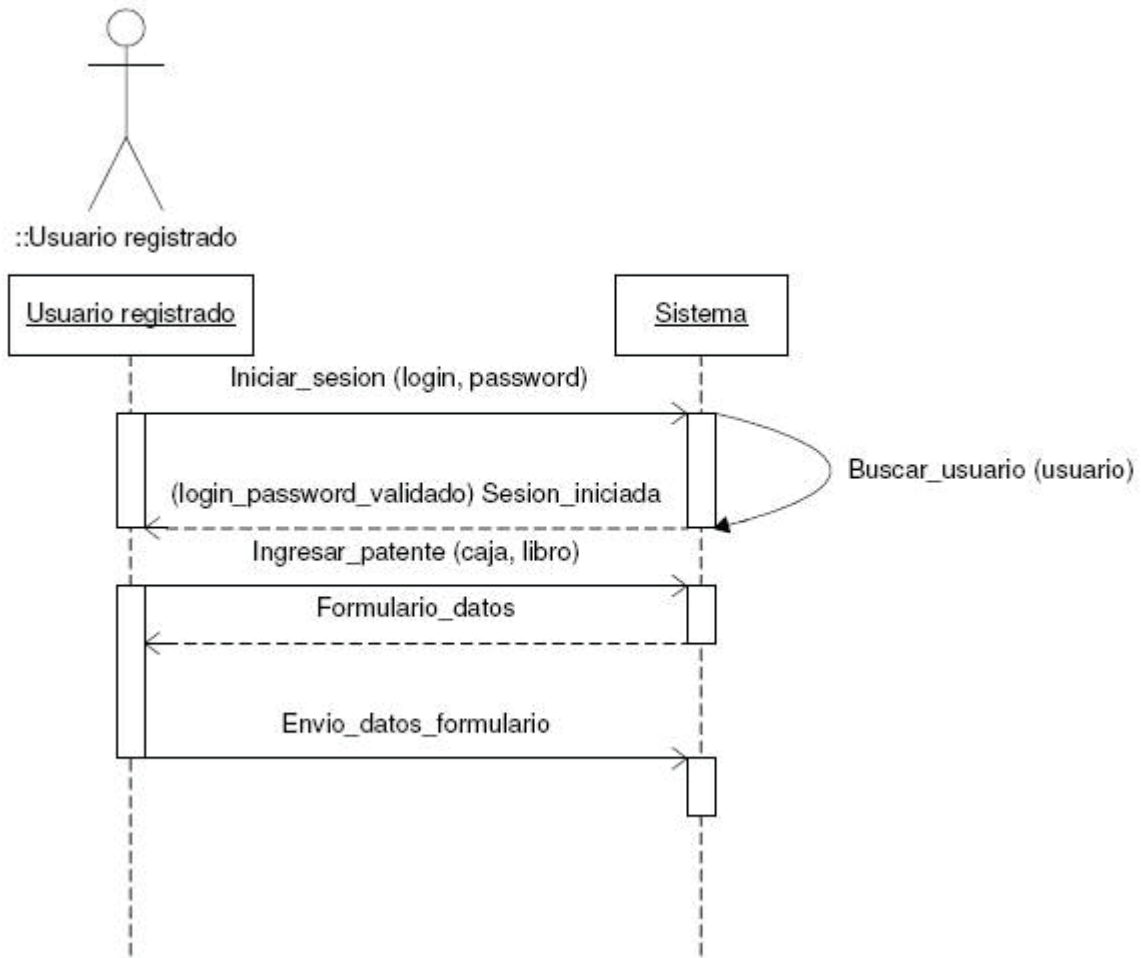 ::Usuario registrado
Usuario registrado
Sistema
Iniciar_sesion (login, password)
Buscar_usuario (usuario)
(login_password_validado) Sesion_iniciada
Ingresar_patente (caja, libro)
Formulario_datos
Envio_datos_formulario